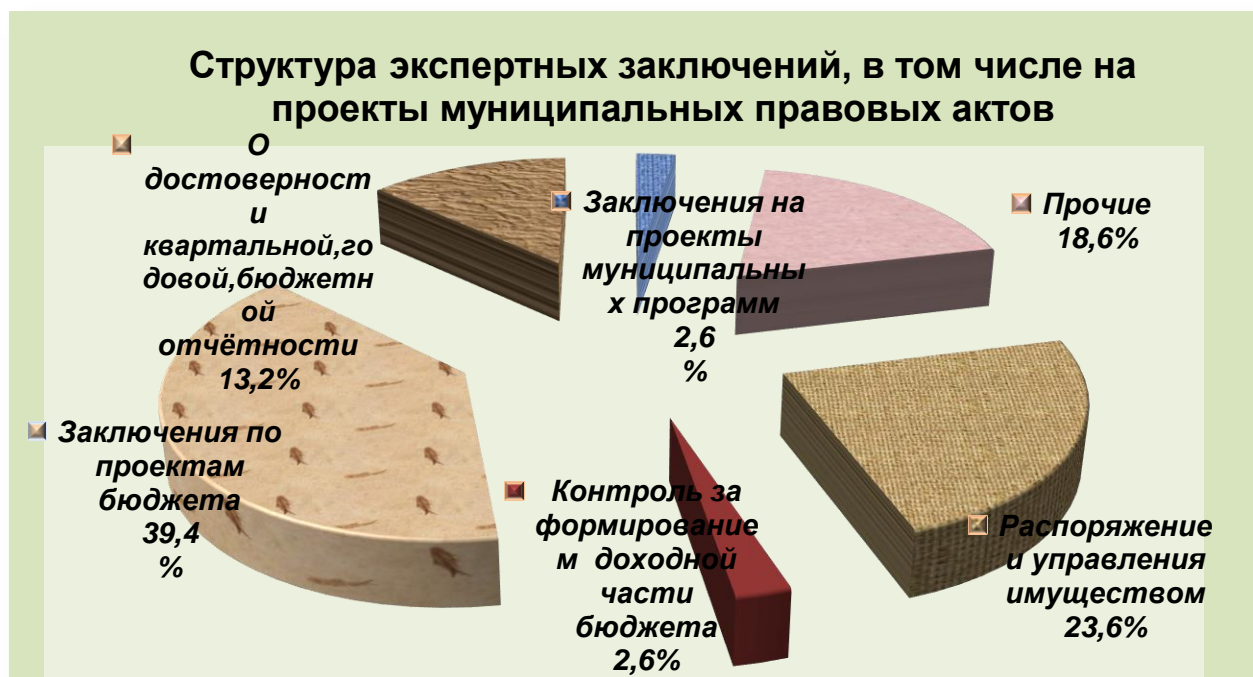 Структура экспертных заключений, в том числе на
проекты муниципальных правовых актов
О
достоверност
и
квартальной,го
довой,бюджетн
ой
отчётности
13,2%
Заключения на
проекты
муниципальны
х программ
2,6
%
Прочие
18,6%
Заключения по
проектам
бюджета
39,4
%
Контроль за
формирование
м доходной
части
бюджета
2,6%
Распоряжение
и управления
имуществом
23,6%